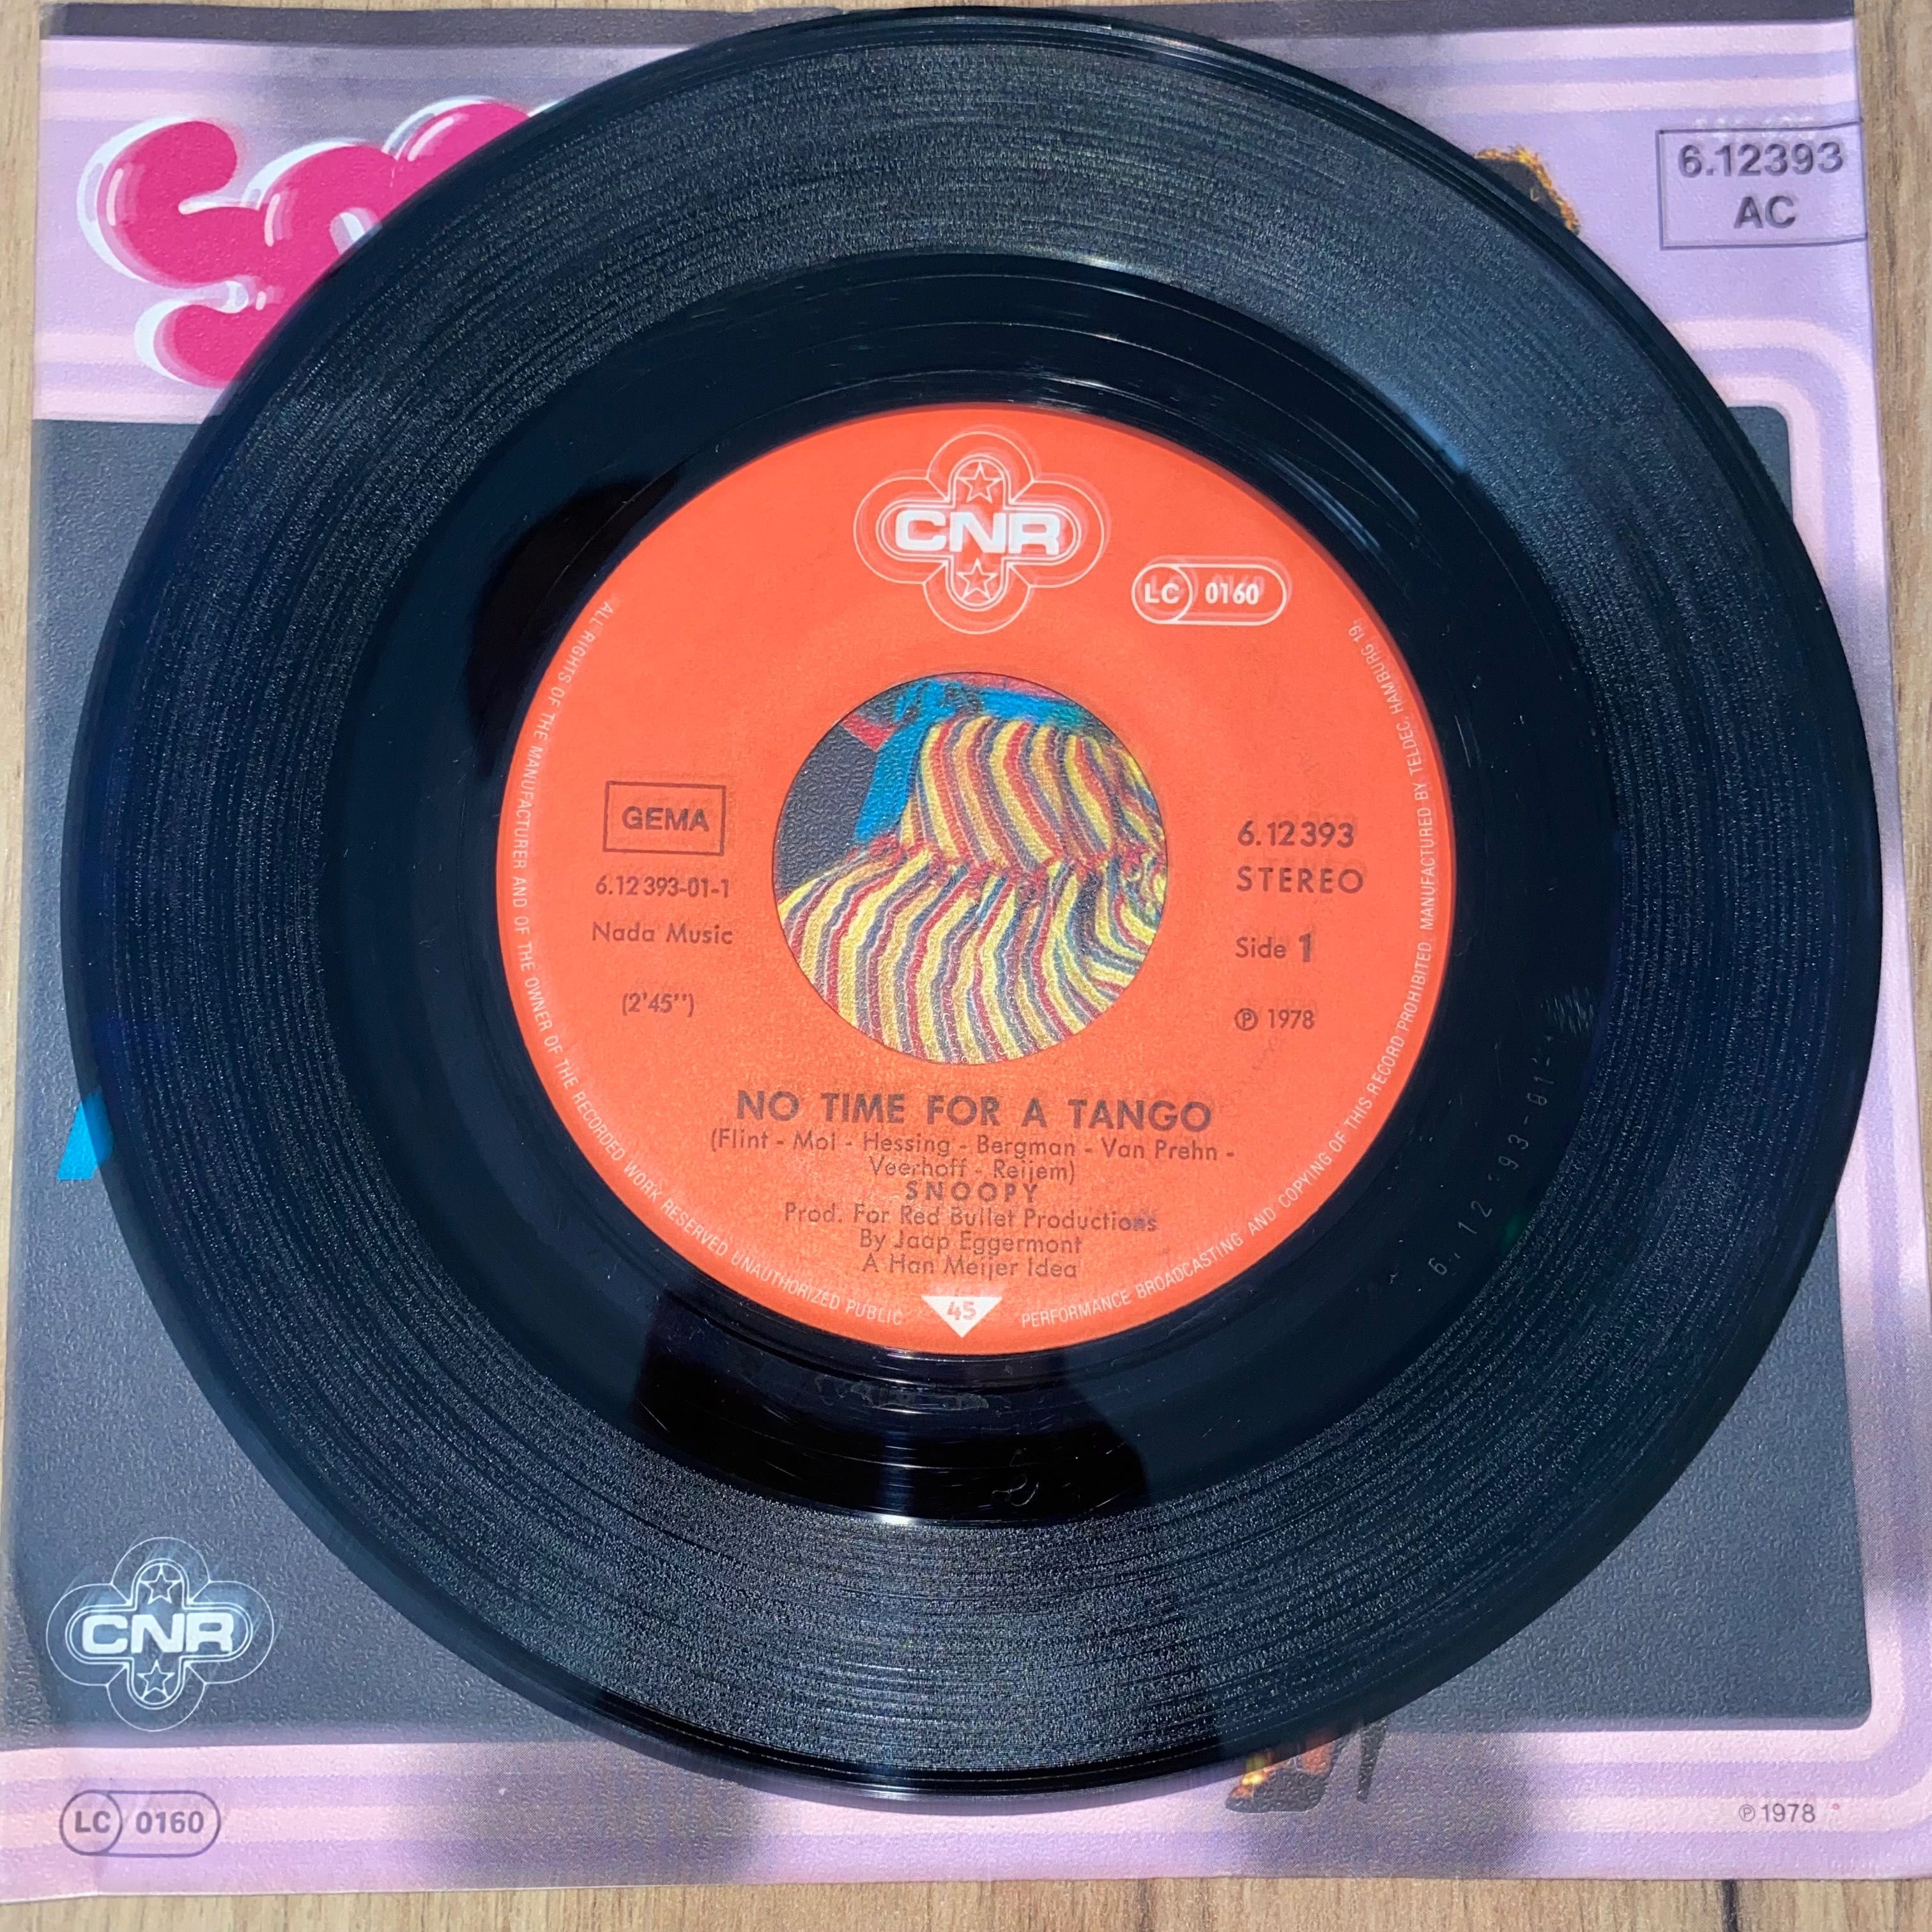 6.12393
AC
CNR
LC 0160
GEMA
6.12 393-01-1
Nada Music
(2'45'')
6.12 393
STEREO
Side 1
℗ 1978
NO TIME FOR A TANGO
(Flint - Mol - Hessing - Bergman - Van Prehn -
Veerhoff - Reijem)
SNOOPY
Prod. For Red Bullet Productions
By Jaap Eggermont
A Han Meijer Idea
45
ALL RIGHTS OF THE MANUFACTURER AND OF THE OWNER OF THE RECORDED WORK RESERVED UNAUTHORIZED PUBLIC PERFORMANCE BROADCASTING AND COPYING OF THIS RECORD PROHIBITED. MANUFACTURED BY TELDEC, HAMBURG 19.
CNR
LC 0160
℗ 1978